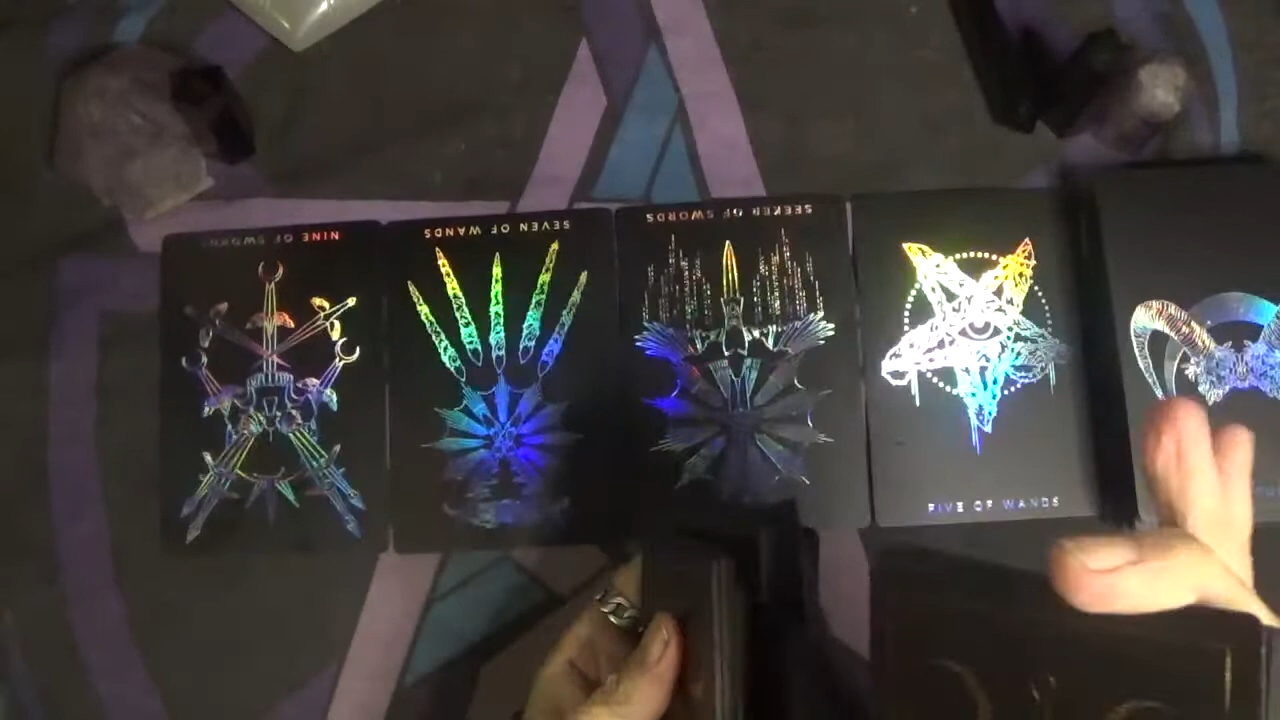 NINE OF SWORDS
SEVEN OF WANDS
SEEKER OF SWORDS
FIVE OF WANDS